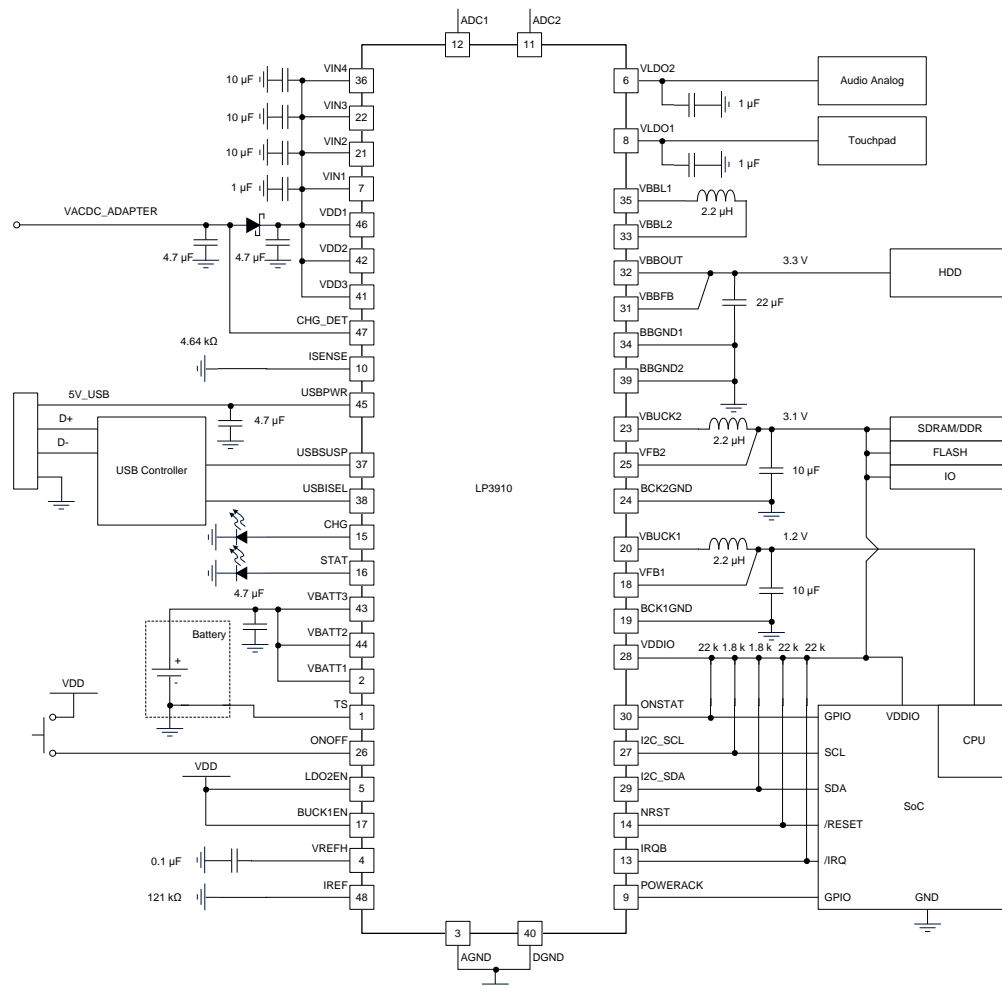 ADC1
ADC2
12
11
10 µF
VIN4
36
10 µF
VIN3
22
10 µF
VIN2
21
1 µF
VIN1
7
VACDC_ADAPTER
VDD1
46
4.7 µF
4.7 µF
VDD2
42
VDD3
41
CHG_DET
47
4.64 kΩ
ISENSE
10
5V_USB
USBPWR
45
D+
4.7 µF
D-
USB Controller
USBSUSP
37
USBISEL
38
CHG
15
STAT
16
4.7 µF
VBATT3
43
Battery
VBATT2
44
+
-
VBATT1
2
VDD
TS
1
ONOFF
26
VDD
LDO2EN
5
BUCK1EN
17
0.1 µF
VREFH
4
121 kΩ
IREF
48
LP3910
3
40
AGND
DGND
6
VLDO2
Audio Analog
1 µF
8
VLDO1
Touchpad
1 µF
35
VBBL1
2.2 µH
33
VBBL2
32
VBBOUT
3.3 V
HDD
31
VBBFB
22 µF
34
BBGND1
39
BBGND2
23
VBUCK2
2.2 µH
3.1 V
SDRAM/DDR
FLASH
IO
25
VFB2
10 µF
24
BCK2GND
20
VBUCK1
2.2 µH
1.2 V
18
VFB1
10 µF
19
BCK1GND
28
VDDIO
22 k
1.8 k
1.8 k
22 k
22 k
30
ONSTAT
GPIO
VDDIO
CPU
27
I2C_SCL
SCL
29
I2C_SDA
SDA
SoC
14
NRST
/RESET
13
IRQB
/IRQ
9
POWERACK
GPIO
GND